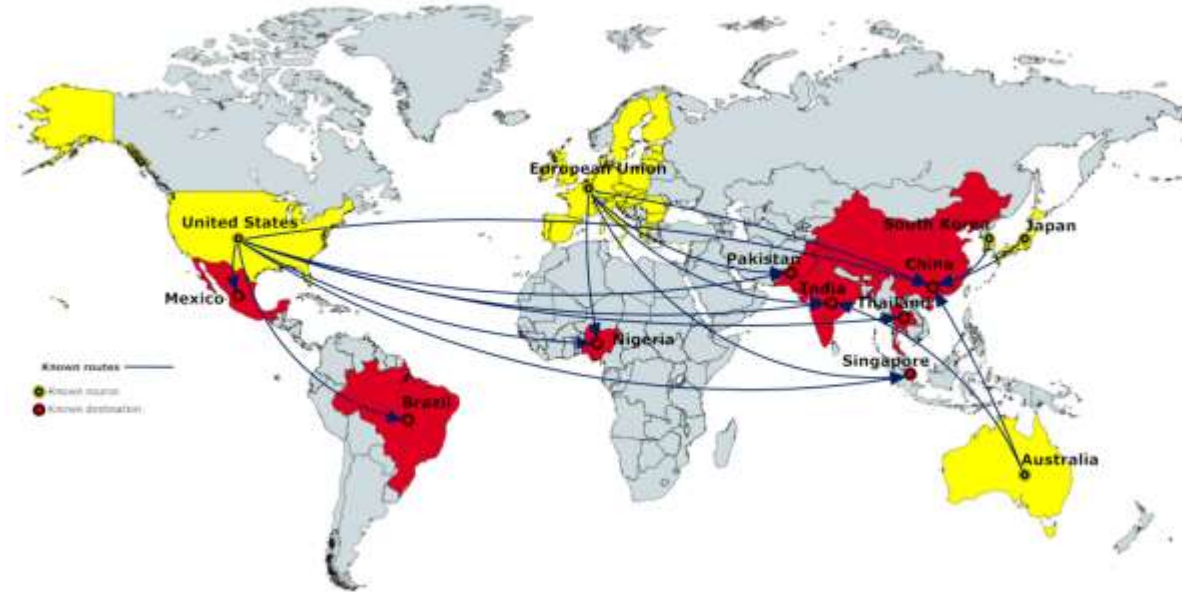 European Union
United States
South Korea
Japan
Pakistan
China
India
Mexico
Thailand
Nigeria
Singapore
Known routes
Known source
Known destination
Brazil
Australia